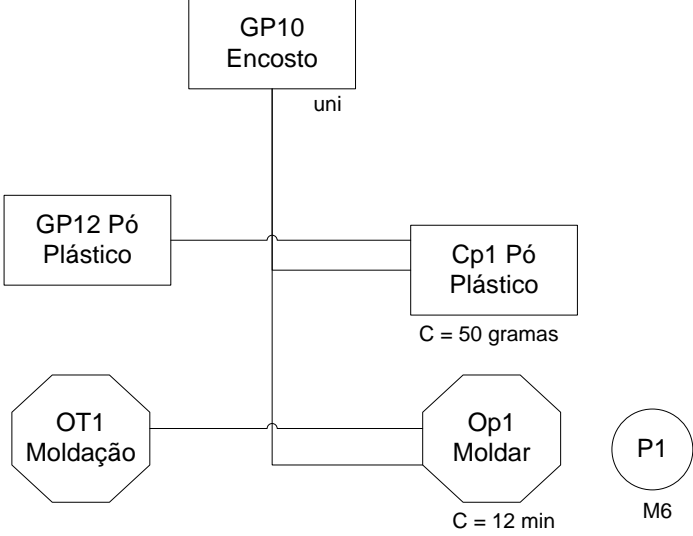 GP10
Encosto
uni
GP12 Pó
Plástico
Cp1 Pó
Plástico
C = 50 gramas
OT1
Moldação
Op1
Moldar
C = 12 min
P1
M6